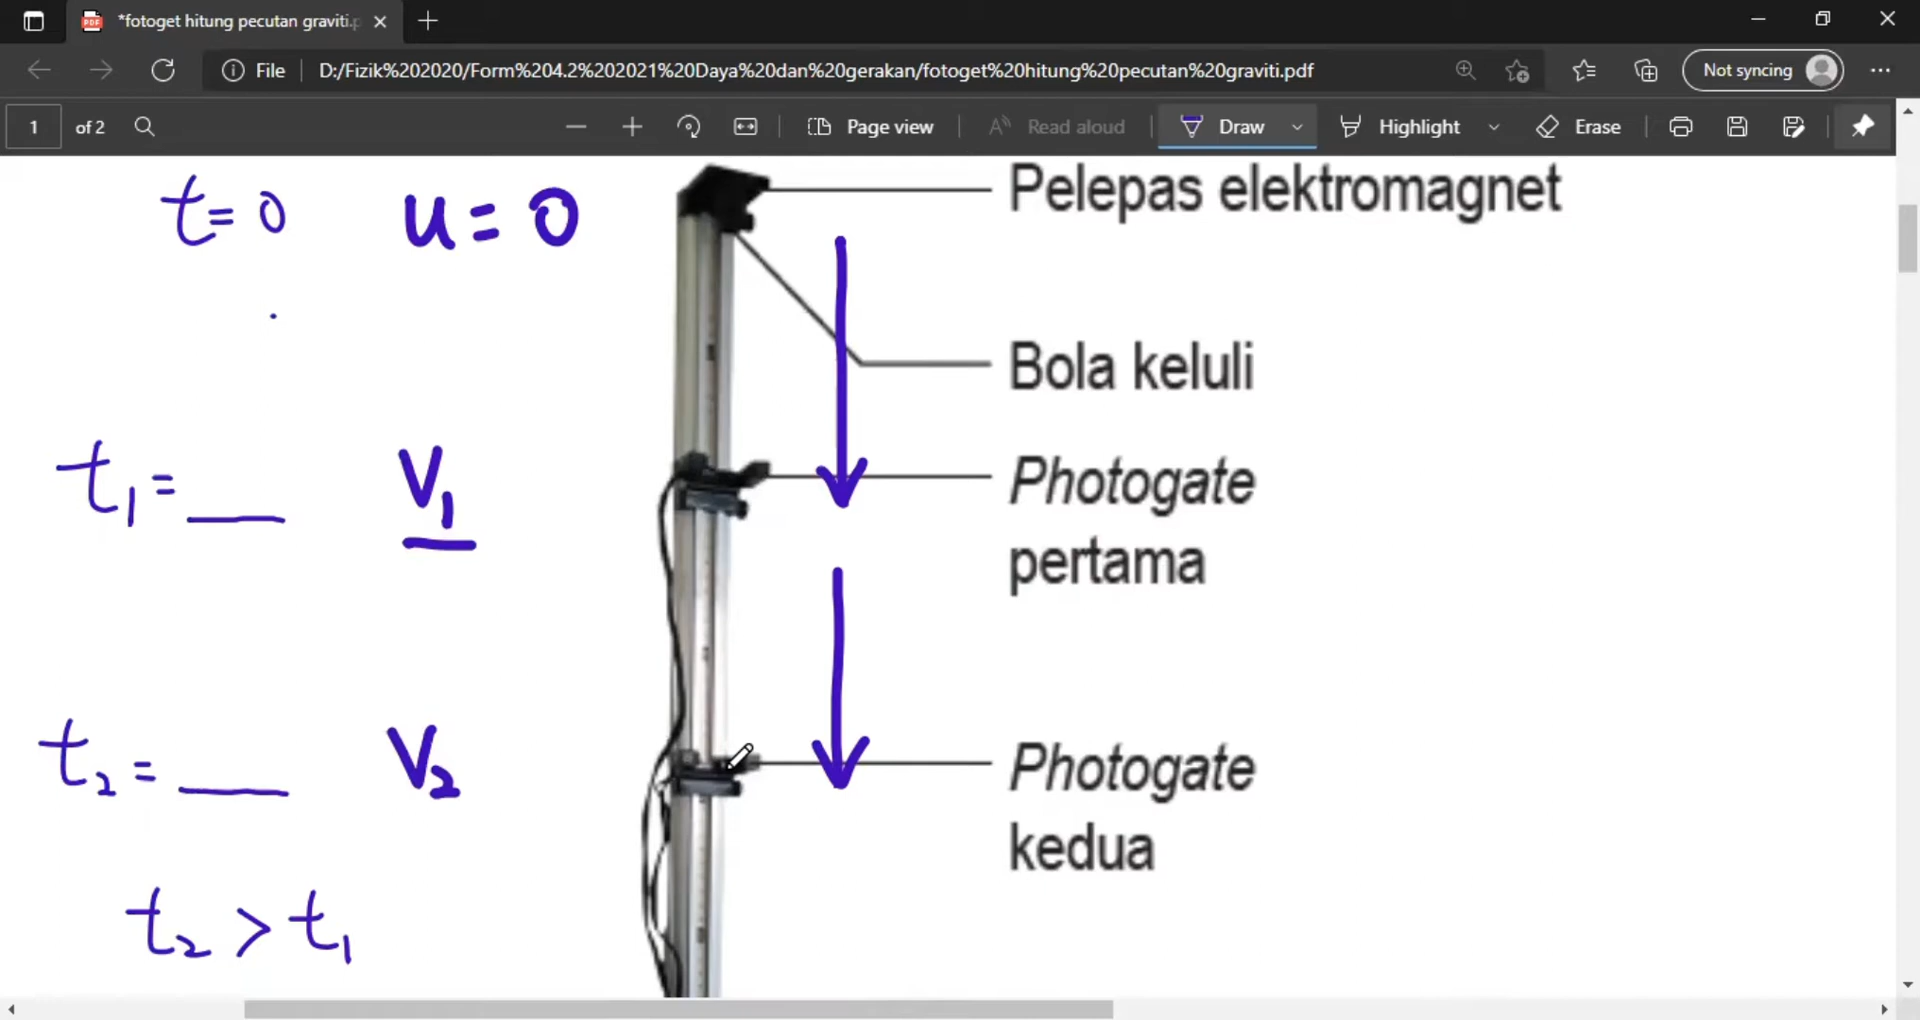 *fotoget hitung pecutan graviti.p
File
D:/Fizik%202020/Form%204.2%202021%20Daya%20dan%20gerakan/fotoget%20hitung%20pecutan%20graviti.pdf
Not syncing
1 of 2
Page view
Read aloud
Draw
Highlight
Erase
t= 0 u= 0
Pelepas elektromagnet
Bola keluli
t1= __ V1
Photogate
pertama
t2= __ V2
Photogate
kedua
t2 > t1